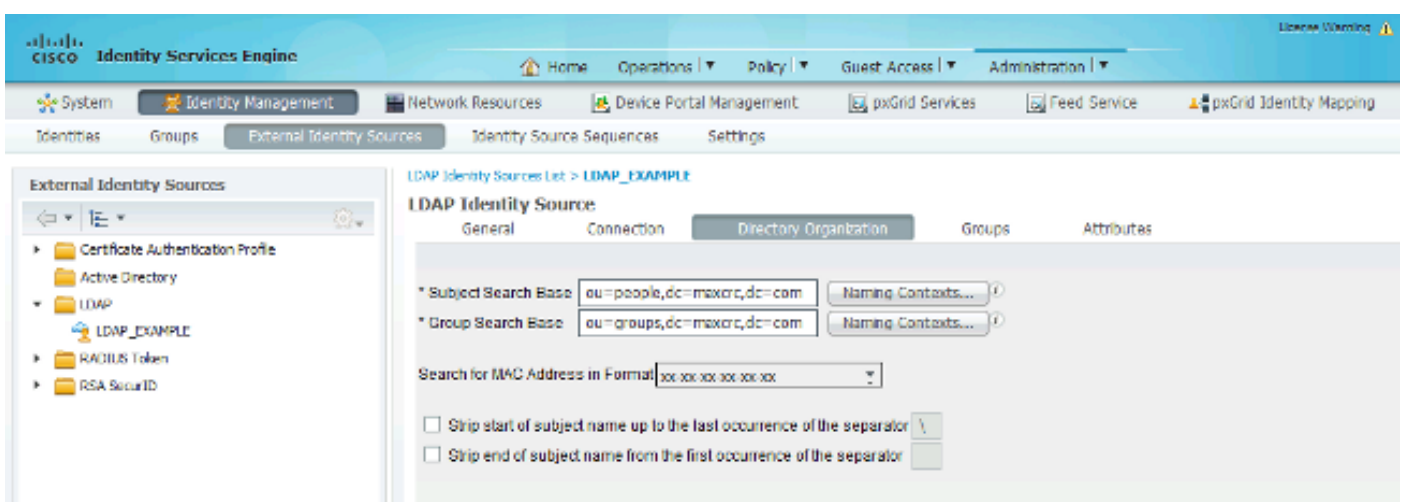 License Warning
CISCO Identity Services Engine
Home Operations Policy Guest Access Administration
System Identity Management Network Resources Device Portal Management pxGrid Services Feed Service pxGrid Identity Mapping
Identities Groups External Identity Sources Identity Source Sequences Settings
External Identity Sources
Certificate Authentication Profile
Active Directory
LDAP
LDAP_EXAMPLE
RADIUS Token
RSA SecurID
LDAP Identity Sources List > LDAP_EXAMPLE
LDAP Identity Source
General Connection Directory Organization Groups Attributes
* Subject Search Base ou=people,dc=maxcrc,dc=com Naming Contexts... i
* Group Search Base ou=groups,dc=maxcrc,dc=com Naming Contexts... i
Search for MAC Address in Format xx-xx-xx-xx-xx-xx
Strip start of subject name up to the last occurrence of the separator \
Strip end of subject name from the first occurrence of the separator